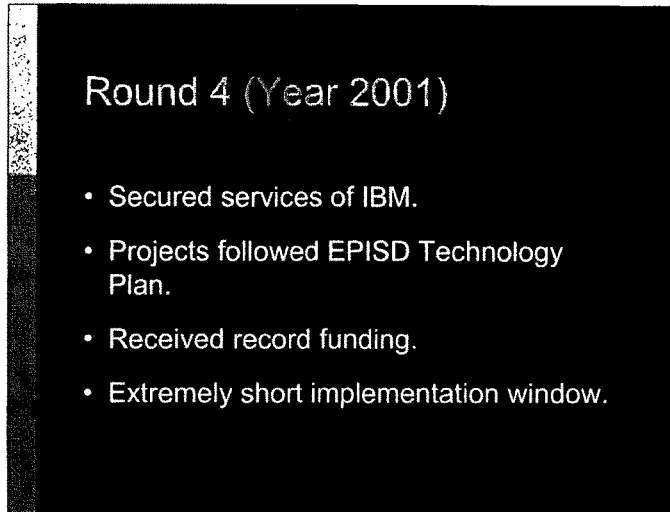 Round 4 (Year 2001)
• Secured services of IBM.
• Projects followed EPISD Technology
Plan.
• Received record funding.
• Extremely short implementation window.